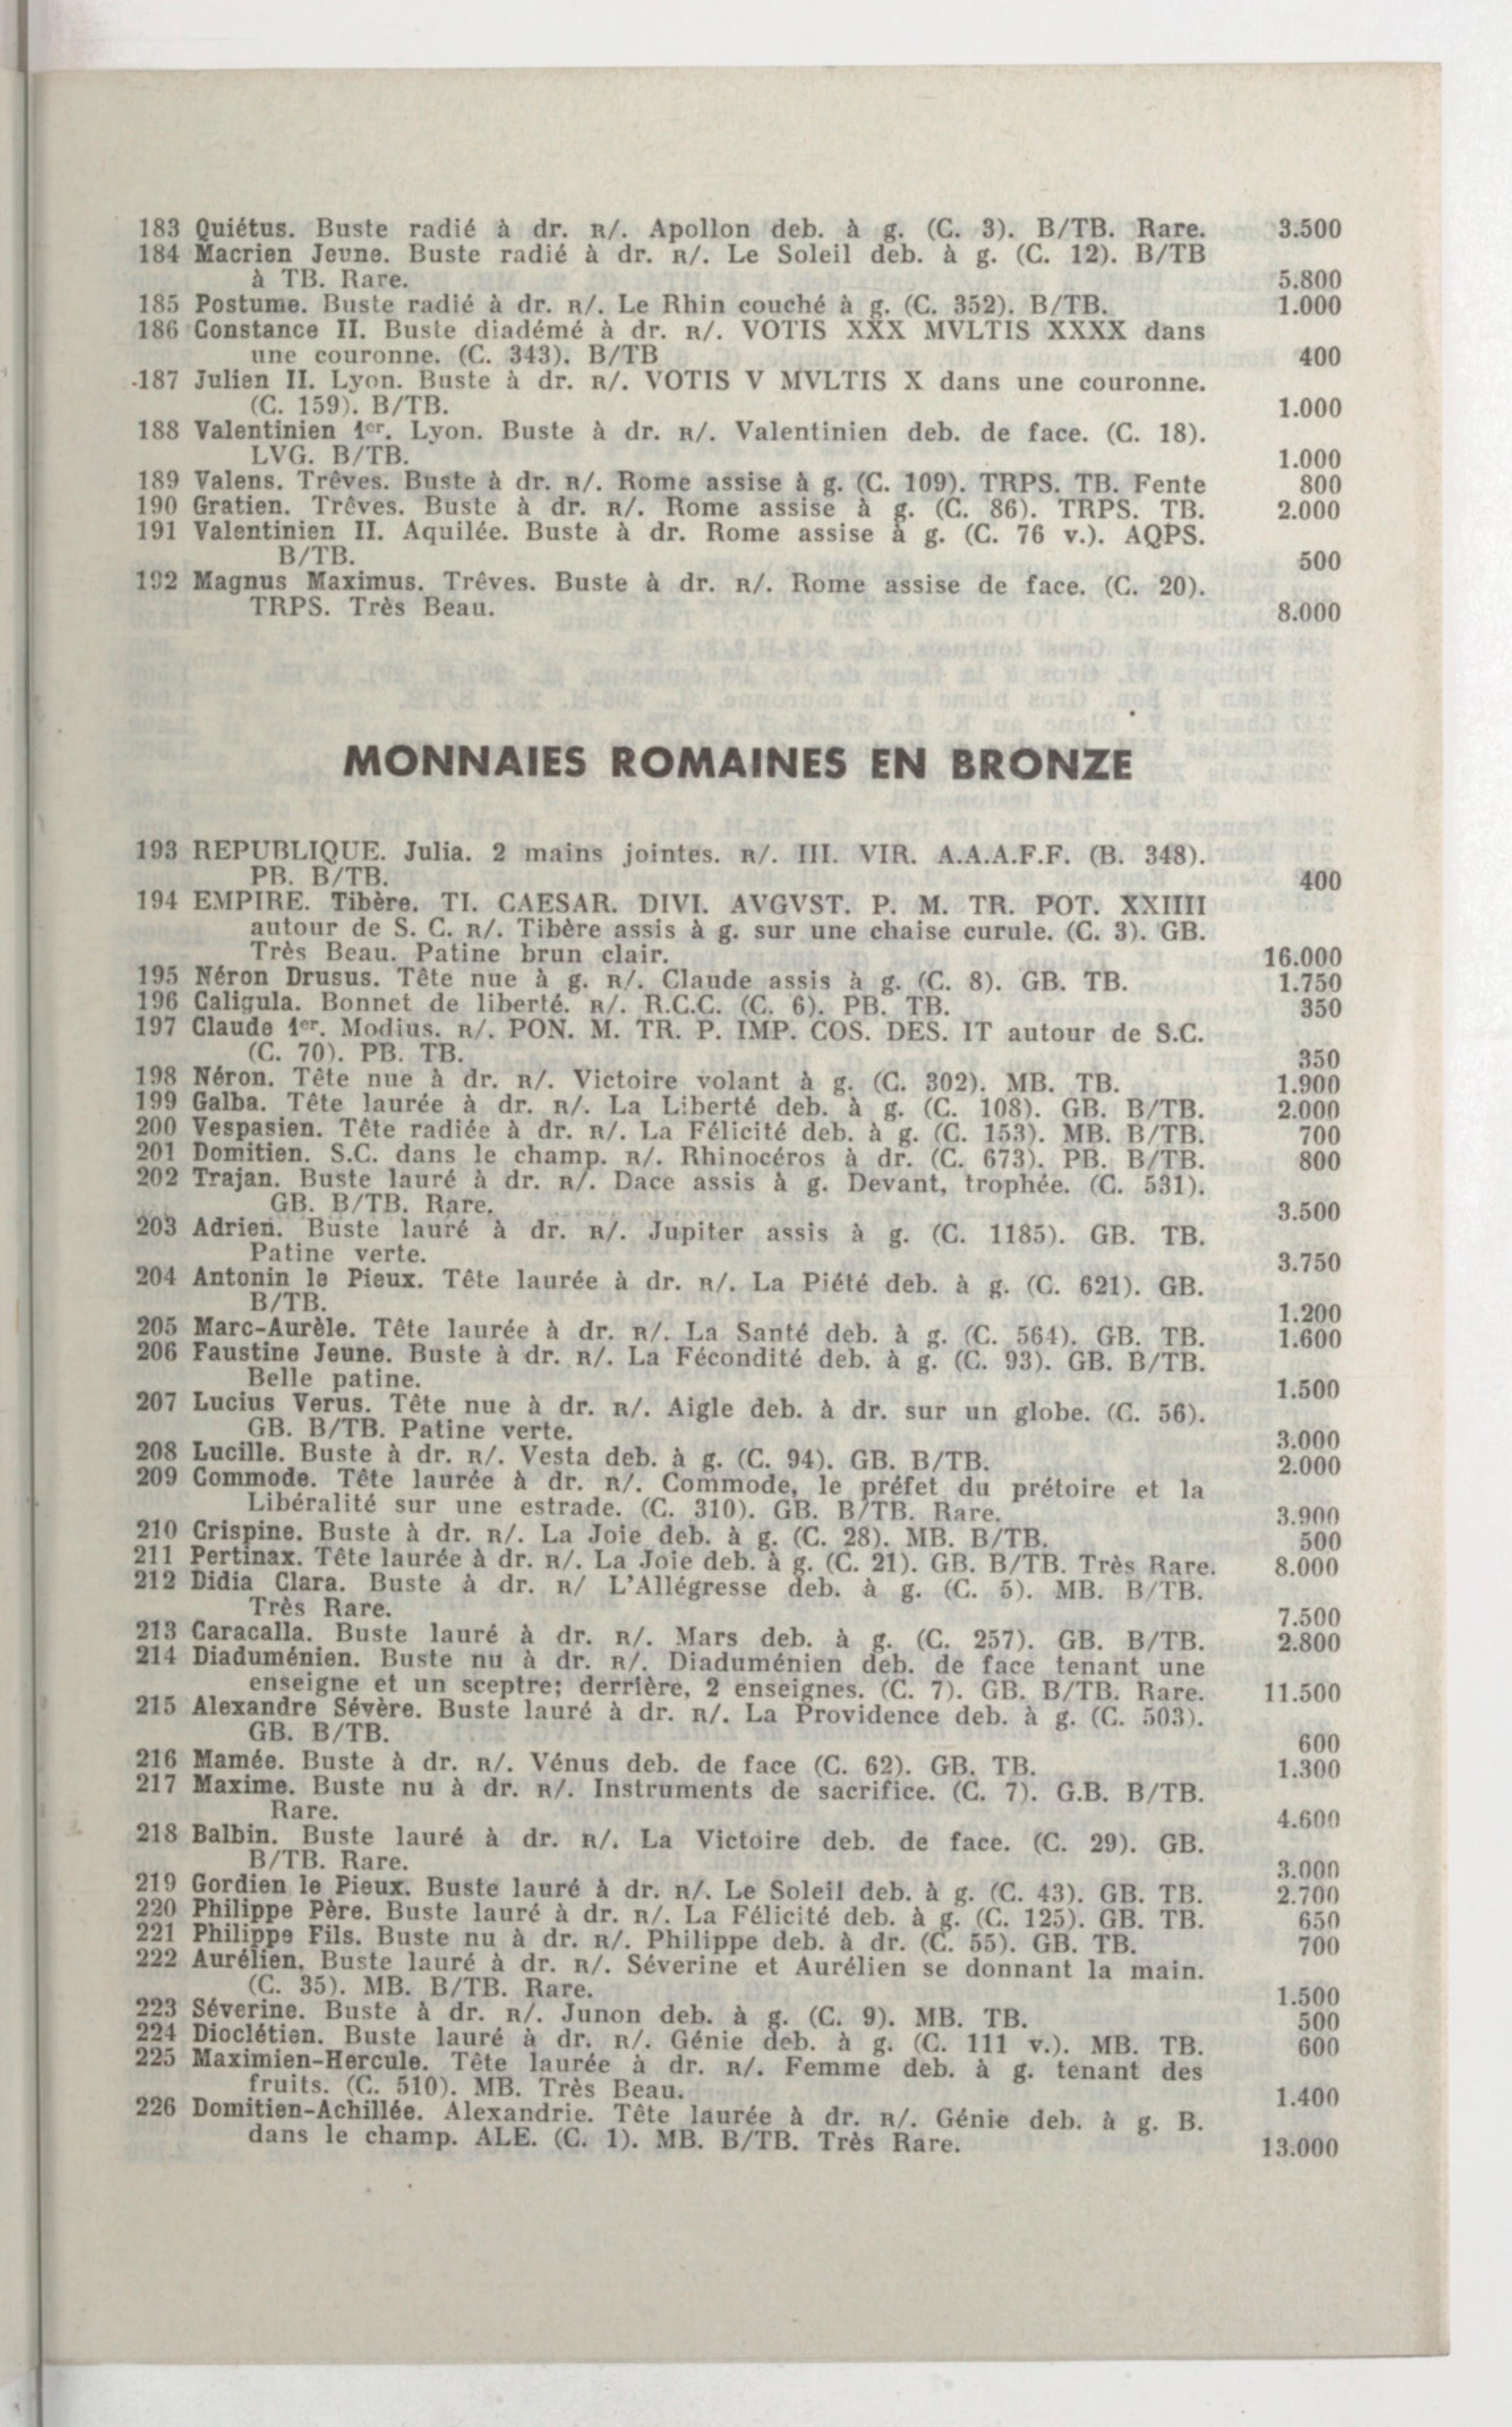 183 Quiétus. Buste radié à dr. R/. Apollon deb. à g. (C. 3). B/TB. Rare. 3.500
184 Macrien Jeune. Buste radié à dr. R/. Le Soleil deb. à g. (C. 12). B/TB
à TB. Rare. 5.800
185 Postume. Buste radié à dr. R/. Le Rhin couché à g. (C. 352). B/TB. 1.000
186 Constance II. Buste diadémé à dr. R/. VOTIS XXX MVLTIS XXXX dans
une couronne. (C. 343). B/TB 400
187 Julien II. Lyon. Buste à dr. R/. VOTIS V MVLTIS X dans une couronne.
(C. 159). B/TB. 1.000
188 Valentinien 1er. Lyon. Buste à dr. R/. Valentinien deb. de face. (C. 18).
LVG. B/TB. 1.000
189 Valens. Trêves. Buste à dr. R/. Rome assise à g. (C. 109). TRPS. TB. Fente 800
190 Gratien. Trêves. Buste à dr. R/. Rome assise à g. (C. 86). TRPS. TB. 2.000
191 Valentinien II. Aquilée. Buste à dr. Rome assise à g. (C. 76 v.). AQPS.
B/TB. 500
192 Magnus Maximus. Trêves. Buste à dr. R/. Rome assise de face. (C. 20).
TRPS. Très Beau. 8.000
MONNAIES ROMAINES EN BRONZE
193 REPUBLIQUE. Julia. 2 mains jointes. R/. III. VIR. A.A.A.F.F. (B. 348).
PB. B/TB. 400
194 EMPIRE. Tibère. TI. CAESAR. DIVI. AVGVST. P. M. TR. POT. XXIIII
autour de S. C. R/. Tibère assis à g. sur une chaise curule. (C. 3). GB.
Très Beau. Patine brun clair. 16.000
195 Néron Drusus. Tête nue à g. R/. Claude assis à g. (C. 8). GB. TB. 1.750
196 Caligula. Bonnet de liberté. R/. R.C.C. (C. 6). PB. TB. 350
197 Claude 1er. Modius. R/. PON. M. TR. P. IMP. COS. DES. IT autour de S.C.
(C. 70). PB. TB. 350
198 Néron. Tête nue à dr. R/. Victoire volant à g. (C. 302). MB. TB. 1.900
199 Galba. Tête laurée à dr. R/. La Liberté deb. à g. (C. 108). GB. B/TB. 2.000
200 Vespasien. Tête radiée à dr. R/. La Félicité deb. à g. (C. 153). MB. B/TB. 700
201 Domitien. S.C. dans le champ. R/. Rhinocéros à dr. (C. 673). PB. B/TB. 800
202 Trajan. Buste lauré à dr. R/. Dace assis à g. Devant, trophée. (C. 531).
GB. B/TB. Rare. 3.500
203 Adrien. Buste lauré à dr. R/. Jupiter assis à g. (C. 1185). GB. TB.
Patine verte. 3.750
204 Antonin le Pieux. Tête laurée à dr. R/. La Piété deb. à g. (C. 621). GB.
B/TB. 1.200
205 Marc-Aurèle. Tête laurée à dr. R/. La Santé deb. à g. (C. 564). GB. TB. 1.600
206 Faustine Jeune. Buste à dr. R/. La Fécondité deb. à g. (C. 93). GB. B/TB.
Belle patine. 1.500
207 Lucius Verus. Tête nue à dr. R/. Aigle deb. à dr. sur un globe. (C. 56).
GB. B/TB. Patine verte. 3.000
208 Lucille. Buste à dr. R/. Vesta deb. à g. (C. 94). GB. B/TB. 2.000
209 Commode. Tête laurée à dr. R/. Commode, le préfet du prétoire et la
Libéralité sur une estrade. (C. 310). GB. B/TB. Rare. 3.900
210 Crispine. Buste à dr. R/. La Joie deb. à g. (C. 28). MB. B/TB. 500
211 Pertinax. Tête laurée à dr. R/. La Joie deb. à g. (C. 21). GB. B/TB. Très Rare. 8.000
212 Didia Clara. Buste à dr. R/ L'Allégresse deb. à g. (C. 5). MB. B/TB.
Très Rare. 7.500
213 Caracalla. Buste lauré à dr. R/. Mars deb. à g. (C. 257). GB. B/TB. 2.800
214 Diaduménien. Buste nu à dr. R/. Diaduménien deb. de face tenant une
enseigne et un sceptre; derrière, 2 enseignes. (C. 7). GB. B/TB. Rare. 11.500
215 Alexandre Sévère. Buste lauré à dr. R/. La Providence deb. à g. (C. 503).
GB. B/TB. 600
216 Mamée. Buste à dr. R/. Vénus deb. de face (C. 62). GB. TB. 1.300
217 Maxime. Buste nu à dr. R/. Instruments de sacrifice. (C. 7). G.B. B/TB.
Rare. 4.600
218 Balbin. Buste lauré à dr. R/. La Victoire deb. de face. (C. 29). GB.
B/TB. Rare. 3.000
219 Gordien le Pieux. Buste lauré à dr. R/. Le Soleil deb. à g. (C. 43). GB. TB. 2.700
220 Philippe Père. Buste lauré à dr. R/. La Félicité deb. à g. (C. 125). GB. TB. 650
221 Philippe Fils. Buste nu à dr. R/. Philippe deb. à dr. (C. 55). GB. TB. 700
222 Aurélien. Buste lauré à dr. R/. Séverine et Aurélien se donnant la main.
(C. 35). MB. B/TB. Rare. 1.500
223 Séverine. Buste à dr. R/. Junon deb. à g. (C. 9). MB. TB. 500
224 Dioclétien. Buste lauré à dr. R/. Génie deb. à g. (C. 111 v.). MB. TB. 600
225 Maximien-Hercule. Tête laurée à dr. R/. Femme deb. à g. tenant des
fruits. (C. 510). MB. Très Beau. 1.400
226 Domitien-Achillée. Alexandrie. Tête laurée à dr. R/. Génie deb. à g. B.
dans le champ. ALE. (C. 1). MB. B/TB. Très Rare. 13.000